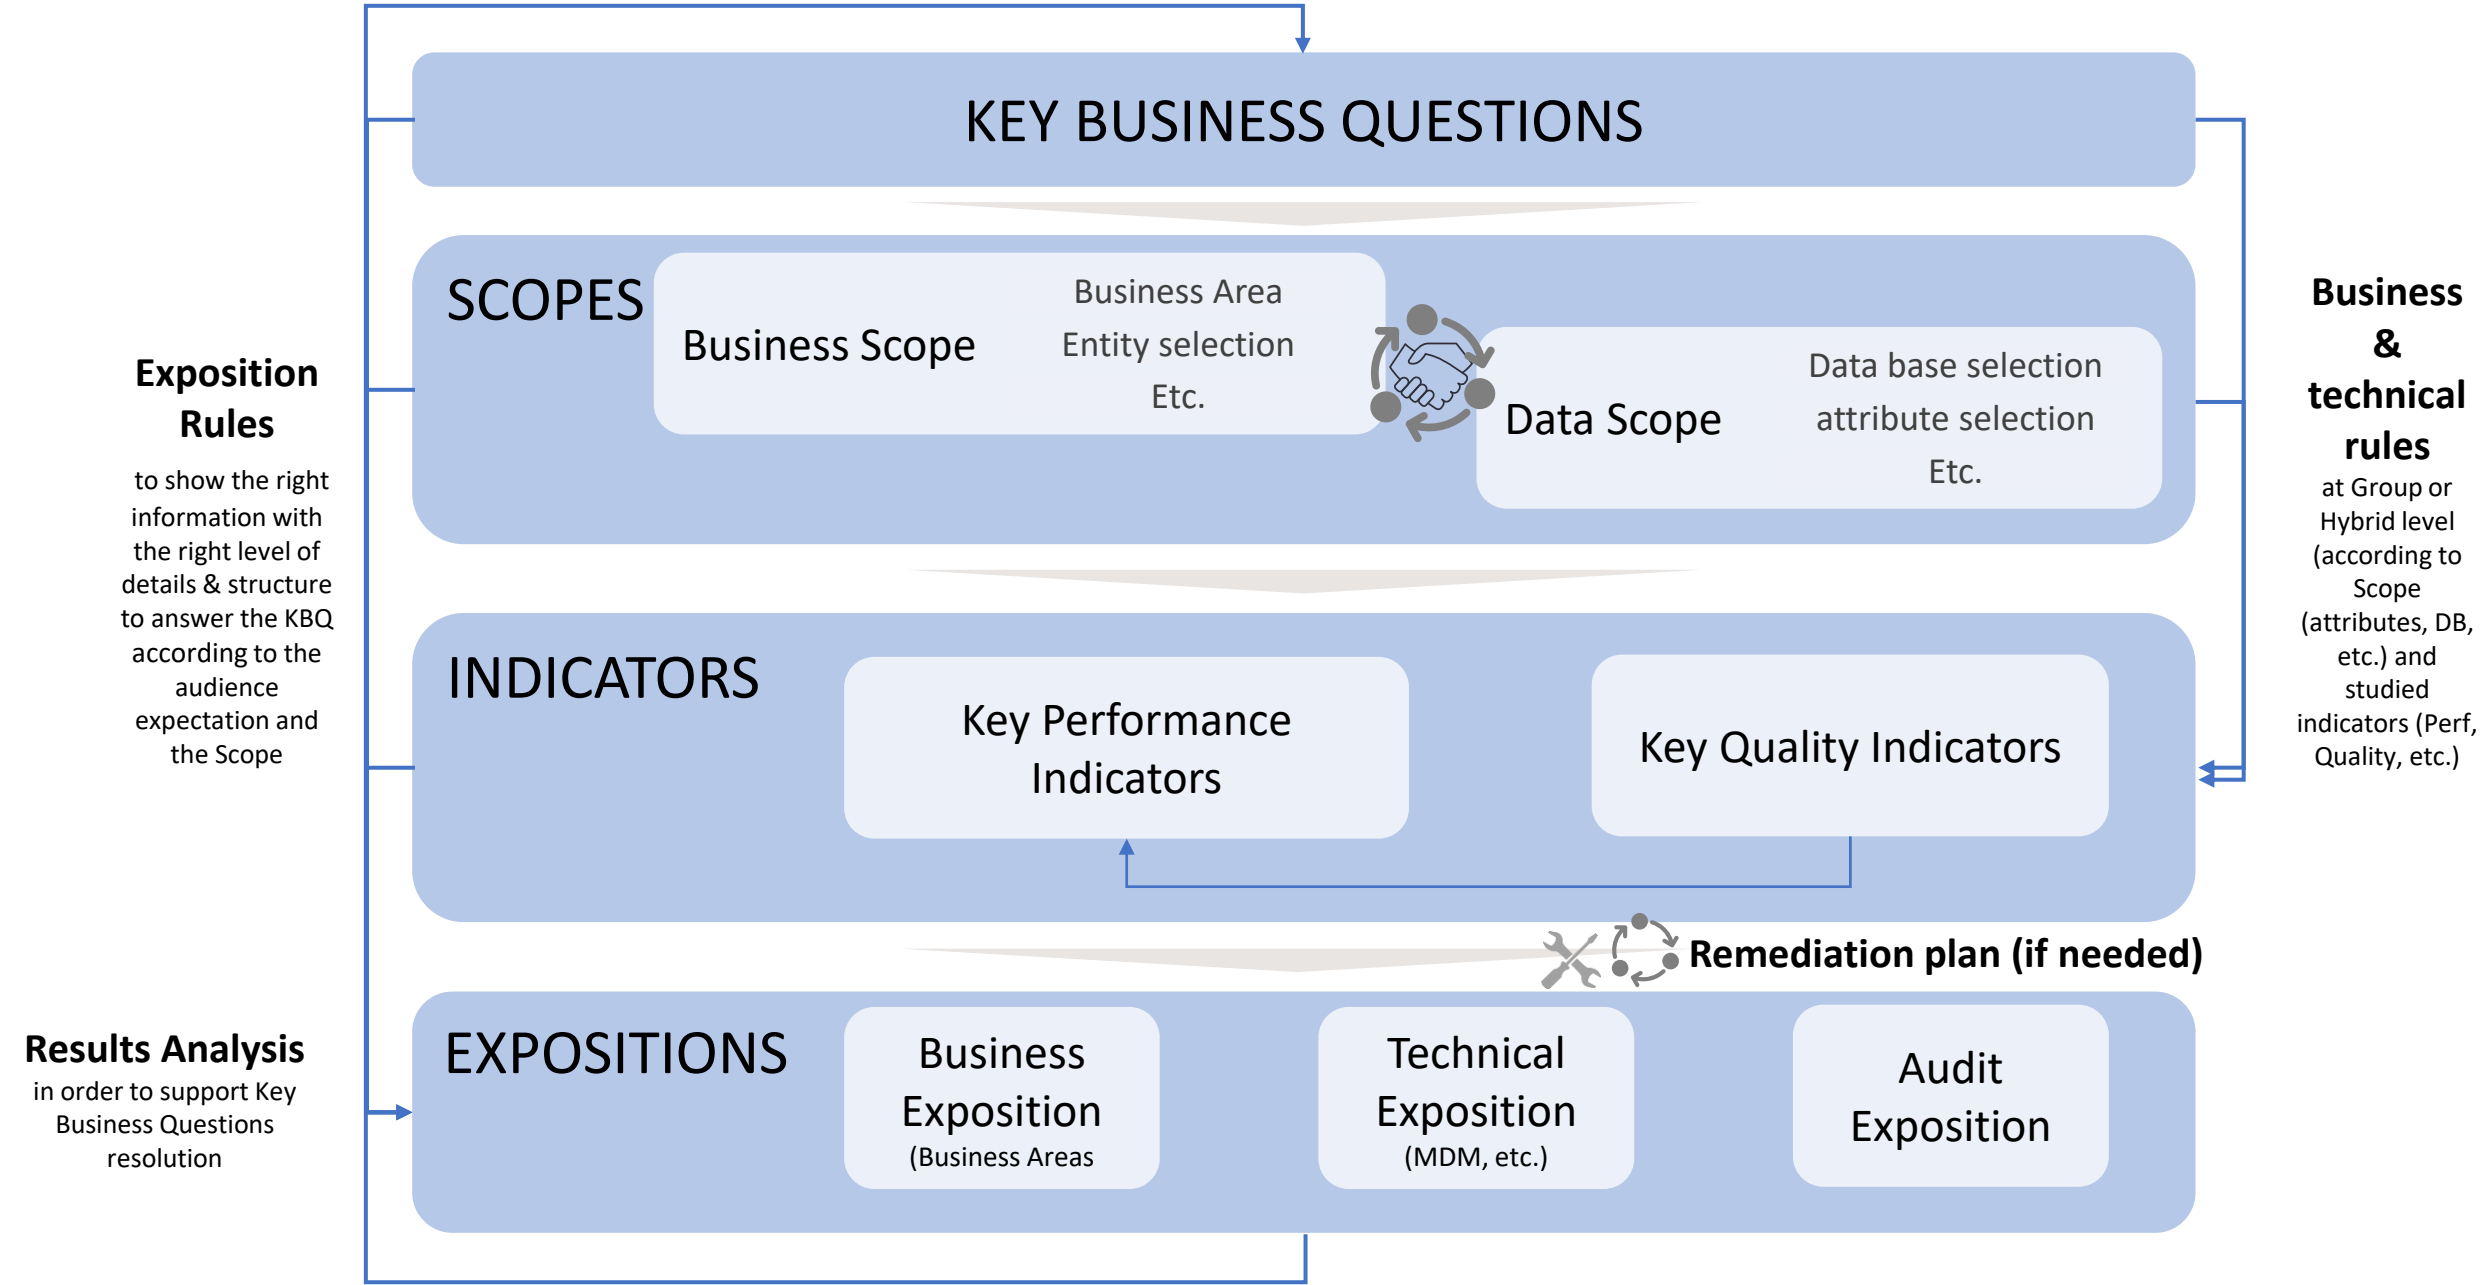 KEY BUSINESS QUESTIONS
SCOPES
Business Scope
Business Area
Entity selection
Etc.
Data Scope
Data base selection
attribute selection
Etc.
Exposition
Rules
to show the right
information with
the right level of
details & structure
to answer the KBQ
according to the
audience
expectation and
the Scope
Business
&
technical
rules
at Group or
Hybrid level
(according to
Scope
(attributes, DB,
etc.) and
studied
indicators (Perf,
Quality, etc.)
INDICATORS
Key Performance
Indicators
Key Quality Indicators
Remediation plan (if needed)
Results Analysis
in order to support Key
Business Questions
resolution
EXPOSITIONS
Business
Exposition
(Business Areas
Technical
Exposition
(MDM, etc.)
Audit
Exposition